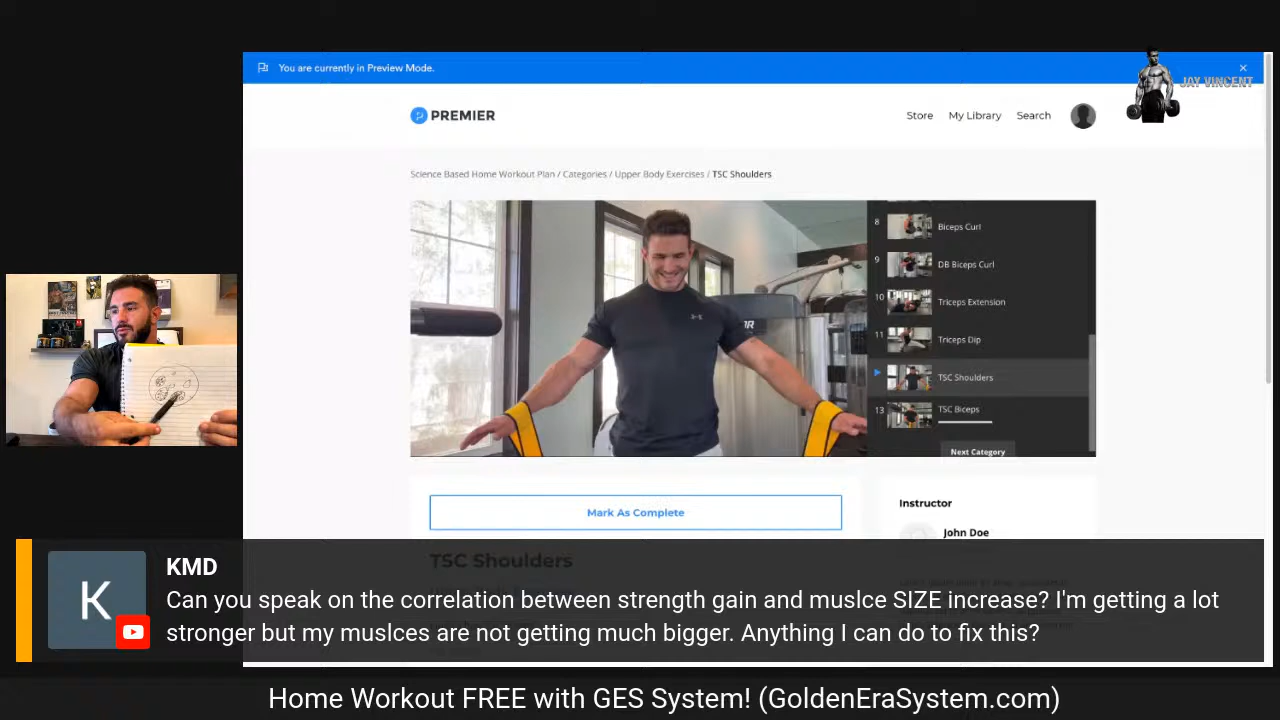 You are currently in Preview Mode.
JAY VINCENT
PREMIER
Store My Library Search
Science Based Home Workout Plan / Categories / Upper Body Exercises / TSC Shoulders
8 Biceps Curl
9 DB Biceps Curl
10 Triceps Extension
11 Triceps Dip
TSC Shoulders
13 TSC Biceps
Next Category
Mark As Complete
Instructor
John Doe
TSC Shoulders
K
KMD
Can you speak on the correlation between strength gain and muslce SIZE increase? I'm getting a lot
stronger but my muslces are not getting much bigger. Anything I can do to fix this?
Home Workout FREE with GES System! (GoldenEraSystem.com)